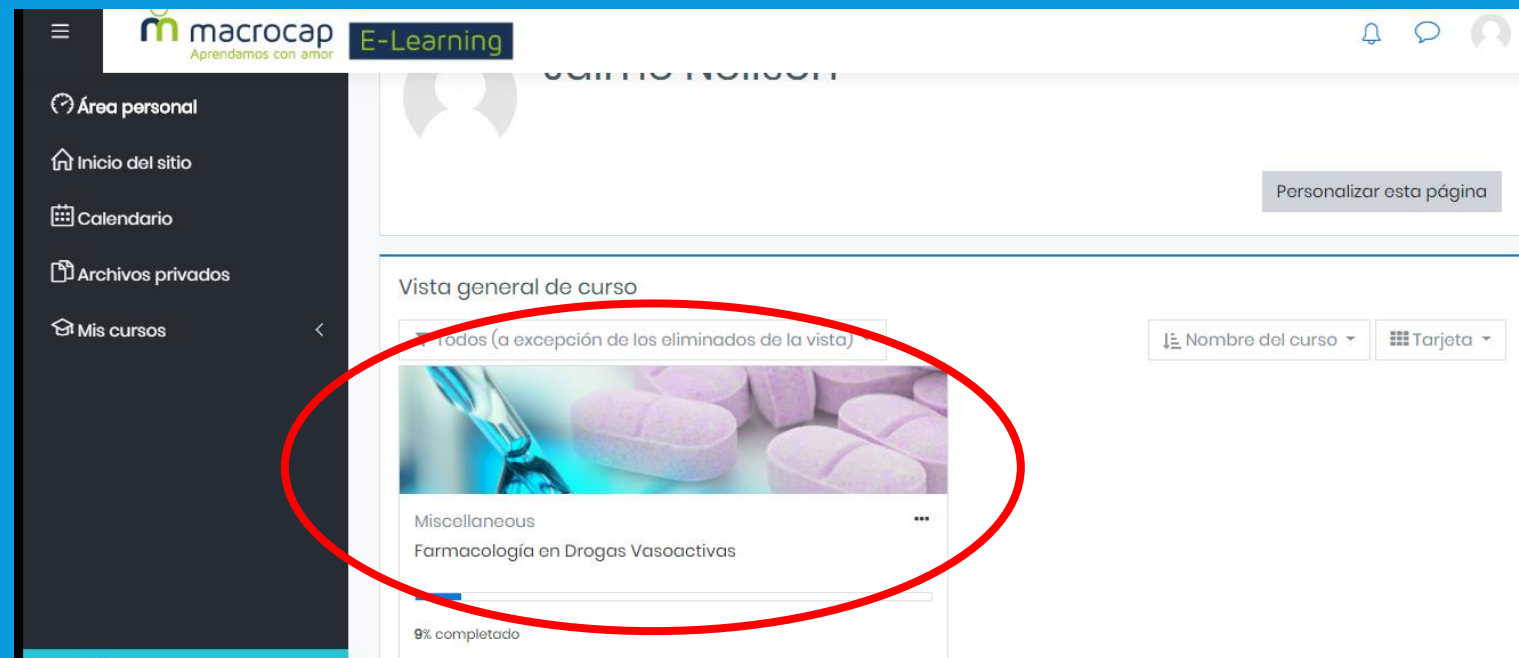 macrocap
Aprendamos con amor
E-Learning
Área personal
Inicio del sitio
Calendario
Archivos privados
Mis cursos
Personalizar esta página
Vista general de curso
Todos (a excepción de los eliminados de la vista)
Nombre del curso
Tarjeta
Miscellaneous
Farmacología en Drogas Vasoactivas
9% completado